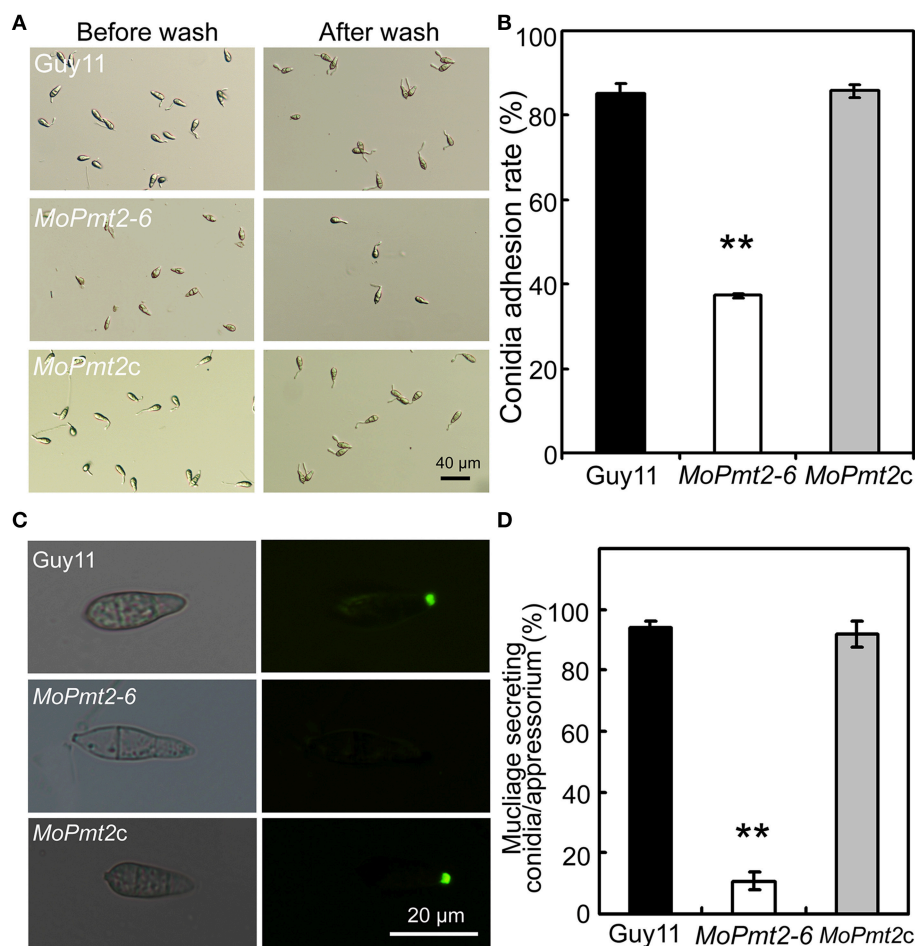 A
Before wash
After wash
Guy11
MoPmt2-6
MoPmt2c
40 µm
B
Conidia adhesion rate (%)
100
80
60
40
20
0
Guy11
MoPmt2-6
MoPmt2c
**
C
Guy11
MoPmt2-6
MoPmt2c
20 µm
D
Mucliage secreting
conidia/appressorium (%)
100
80
60
40
20
0
Guy11
MoPmt2-6
MoPmt2c
**